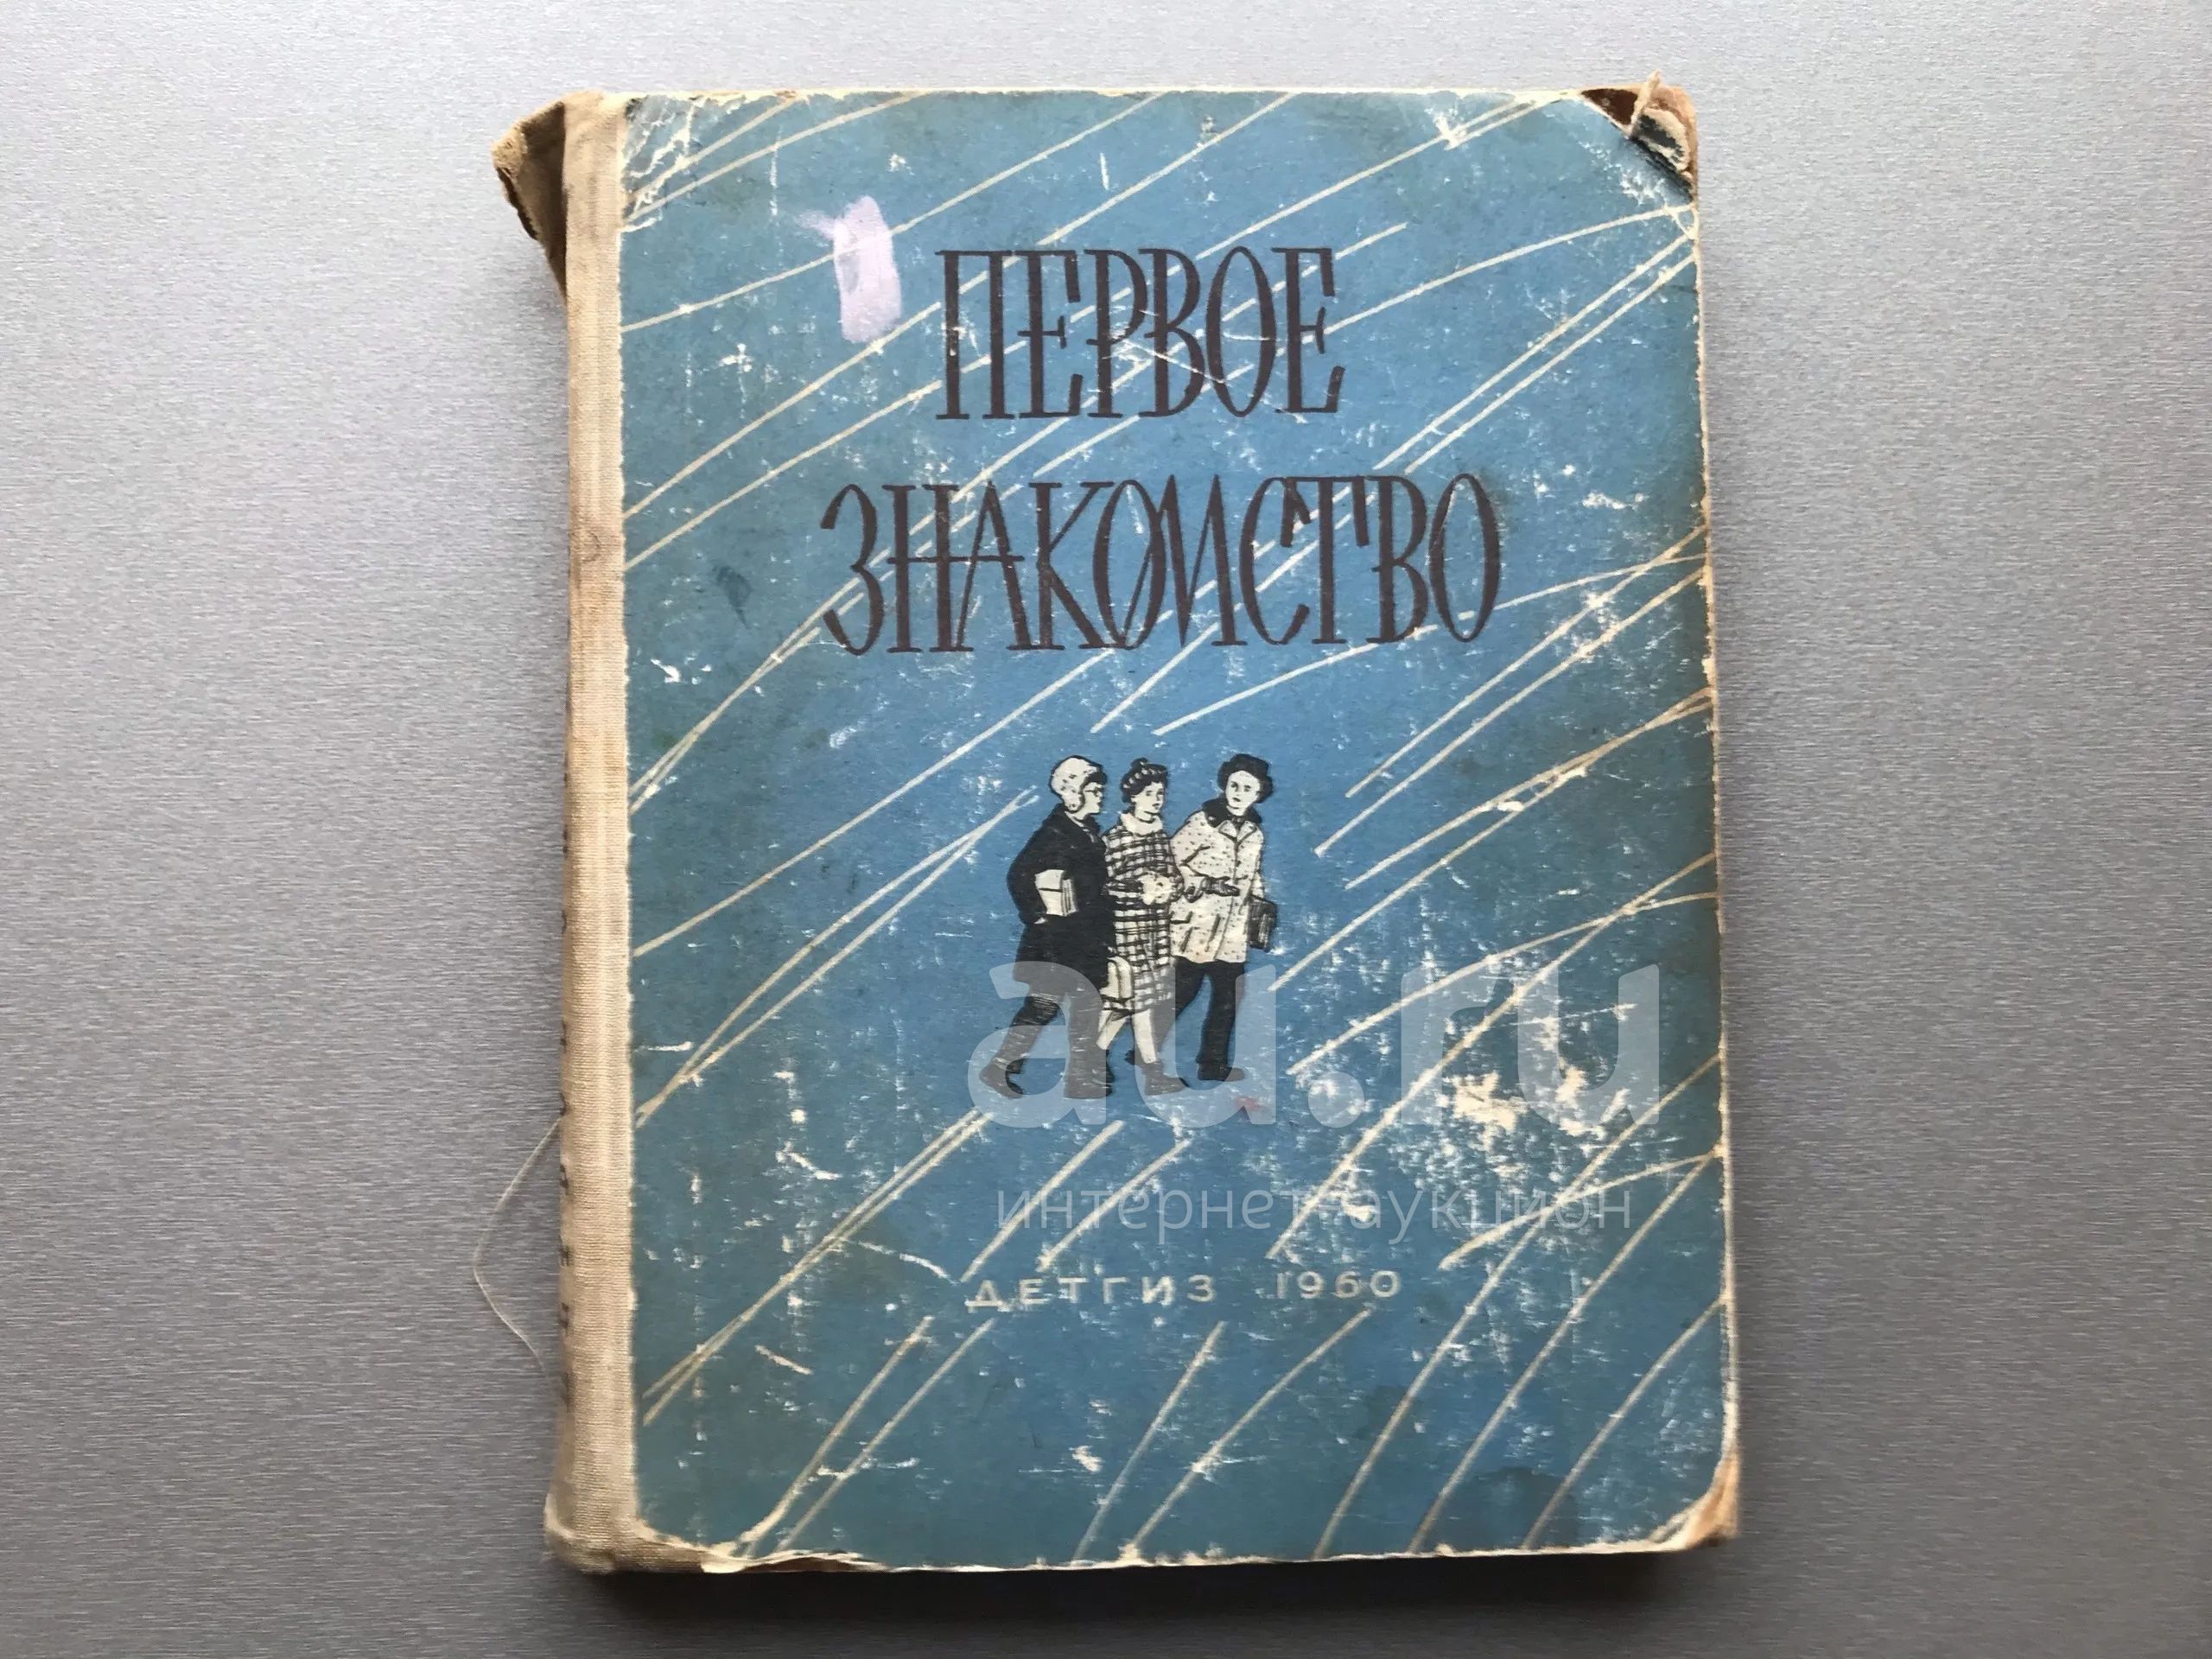 ПЕРВОЕ
ЗНАКОМСТВО
au.ru
интернет аукцион
ДЕТГИЗ 1960